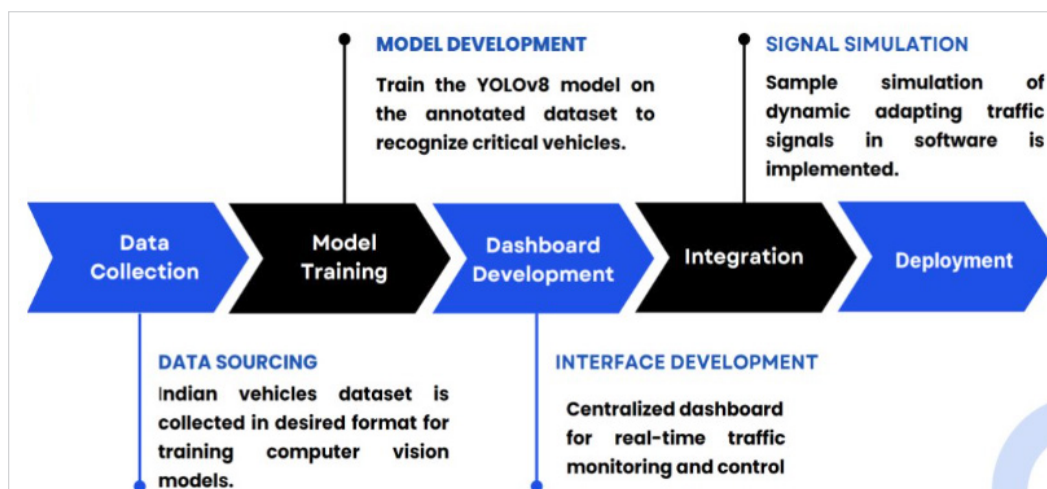 MODEL DEVELOPMENT
Train the YOLOv8 model on
the annotated dataset to
recognize critical vehicles.
SIGNAL SIMULATION
Sample simulation of
dynamic adapting traffic
signals in software is
implemented.
Data
Collection
Model
Training
Dashboard
Development
Integration
Deployment
DATA SOURCING
Indian vehicles dataset is
collected in desired format for
training computer vision
models.
INTERFACE DEVELOPMENT
Centralized dashboard
for real-time traffic
monitoring and control